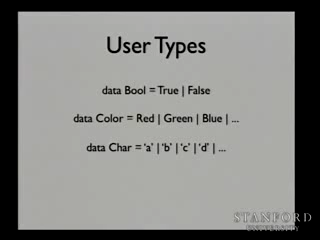 User Types
data Bool = True | False
data Color = Red | Green | Blue | ...
data Char = ‘a’ | ‘b’ | ‘c’ | ‘d’ | ...
STANFORD
UNIVERSITY